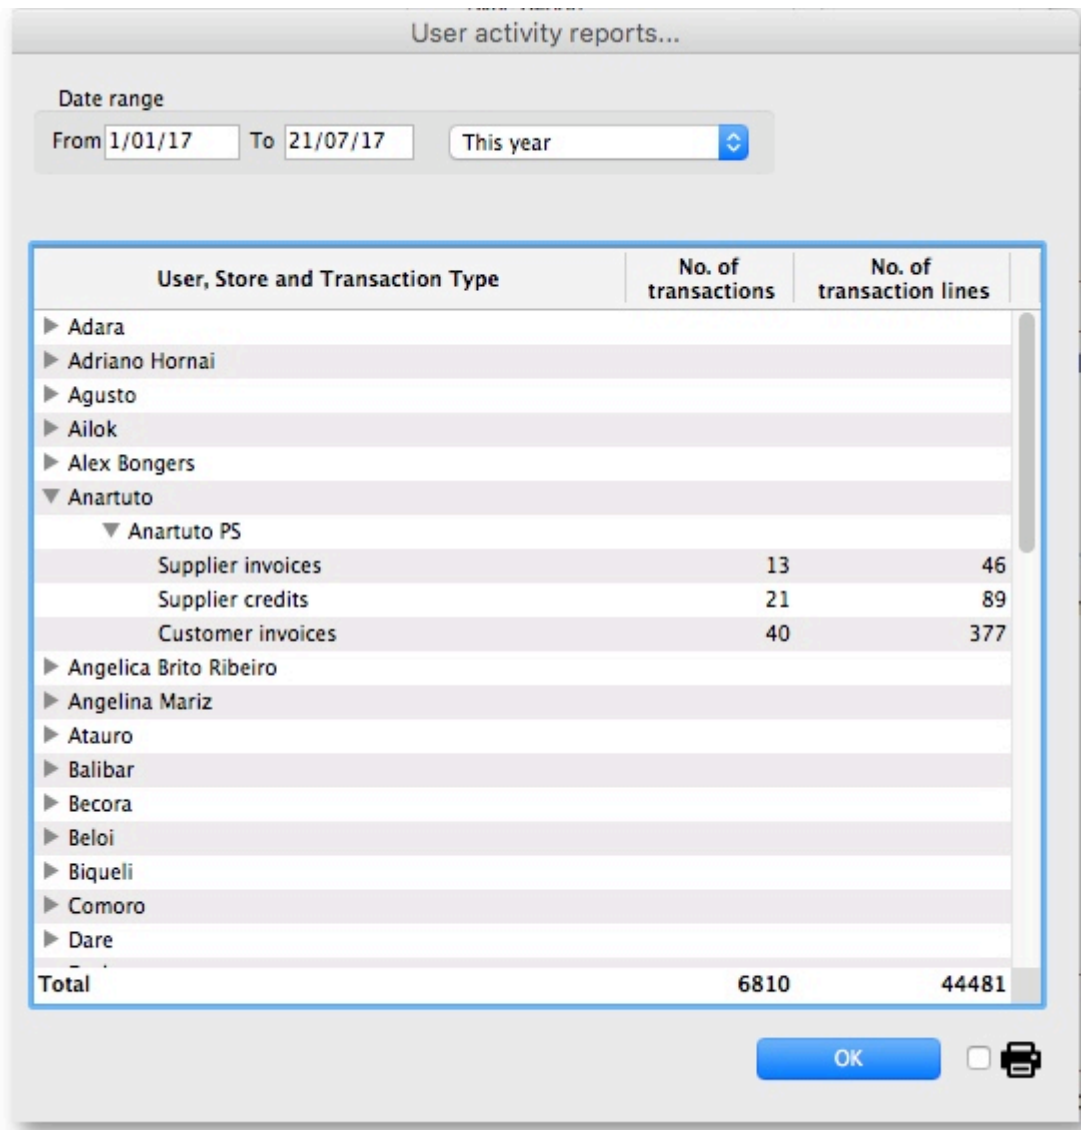 User activity reports...
Date range
From 1/01/17 To 21/07/17 This year
User, Store and Transaction Type No. of transactions No. of transaction lines
Adara
Adriano Hornai
Agusto
Ailok
Alex Bongers
Anartuto
Anartuto PS
Supplier invoices 13 46
Supplier credits 21 89
Customer invoices 40 377
Angelica Brito Ribeiro
Angelina Mariz
Atauro
Balibar
Becora
Beloi
Biqueli
Comoro
Dare
Total 6810 44481
OK